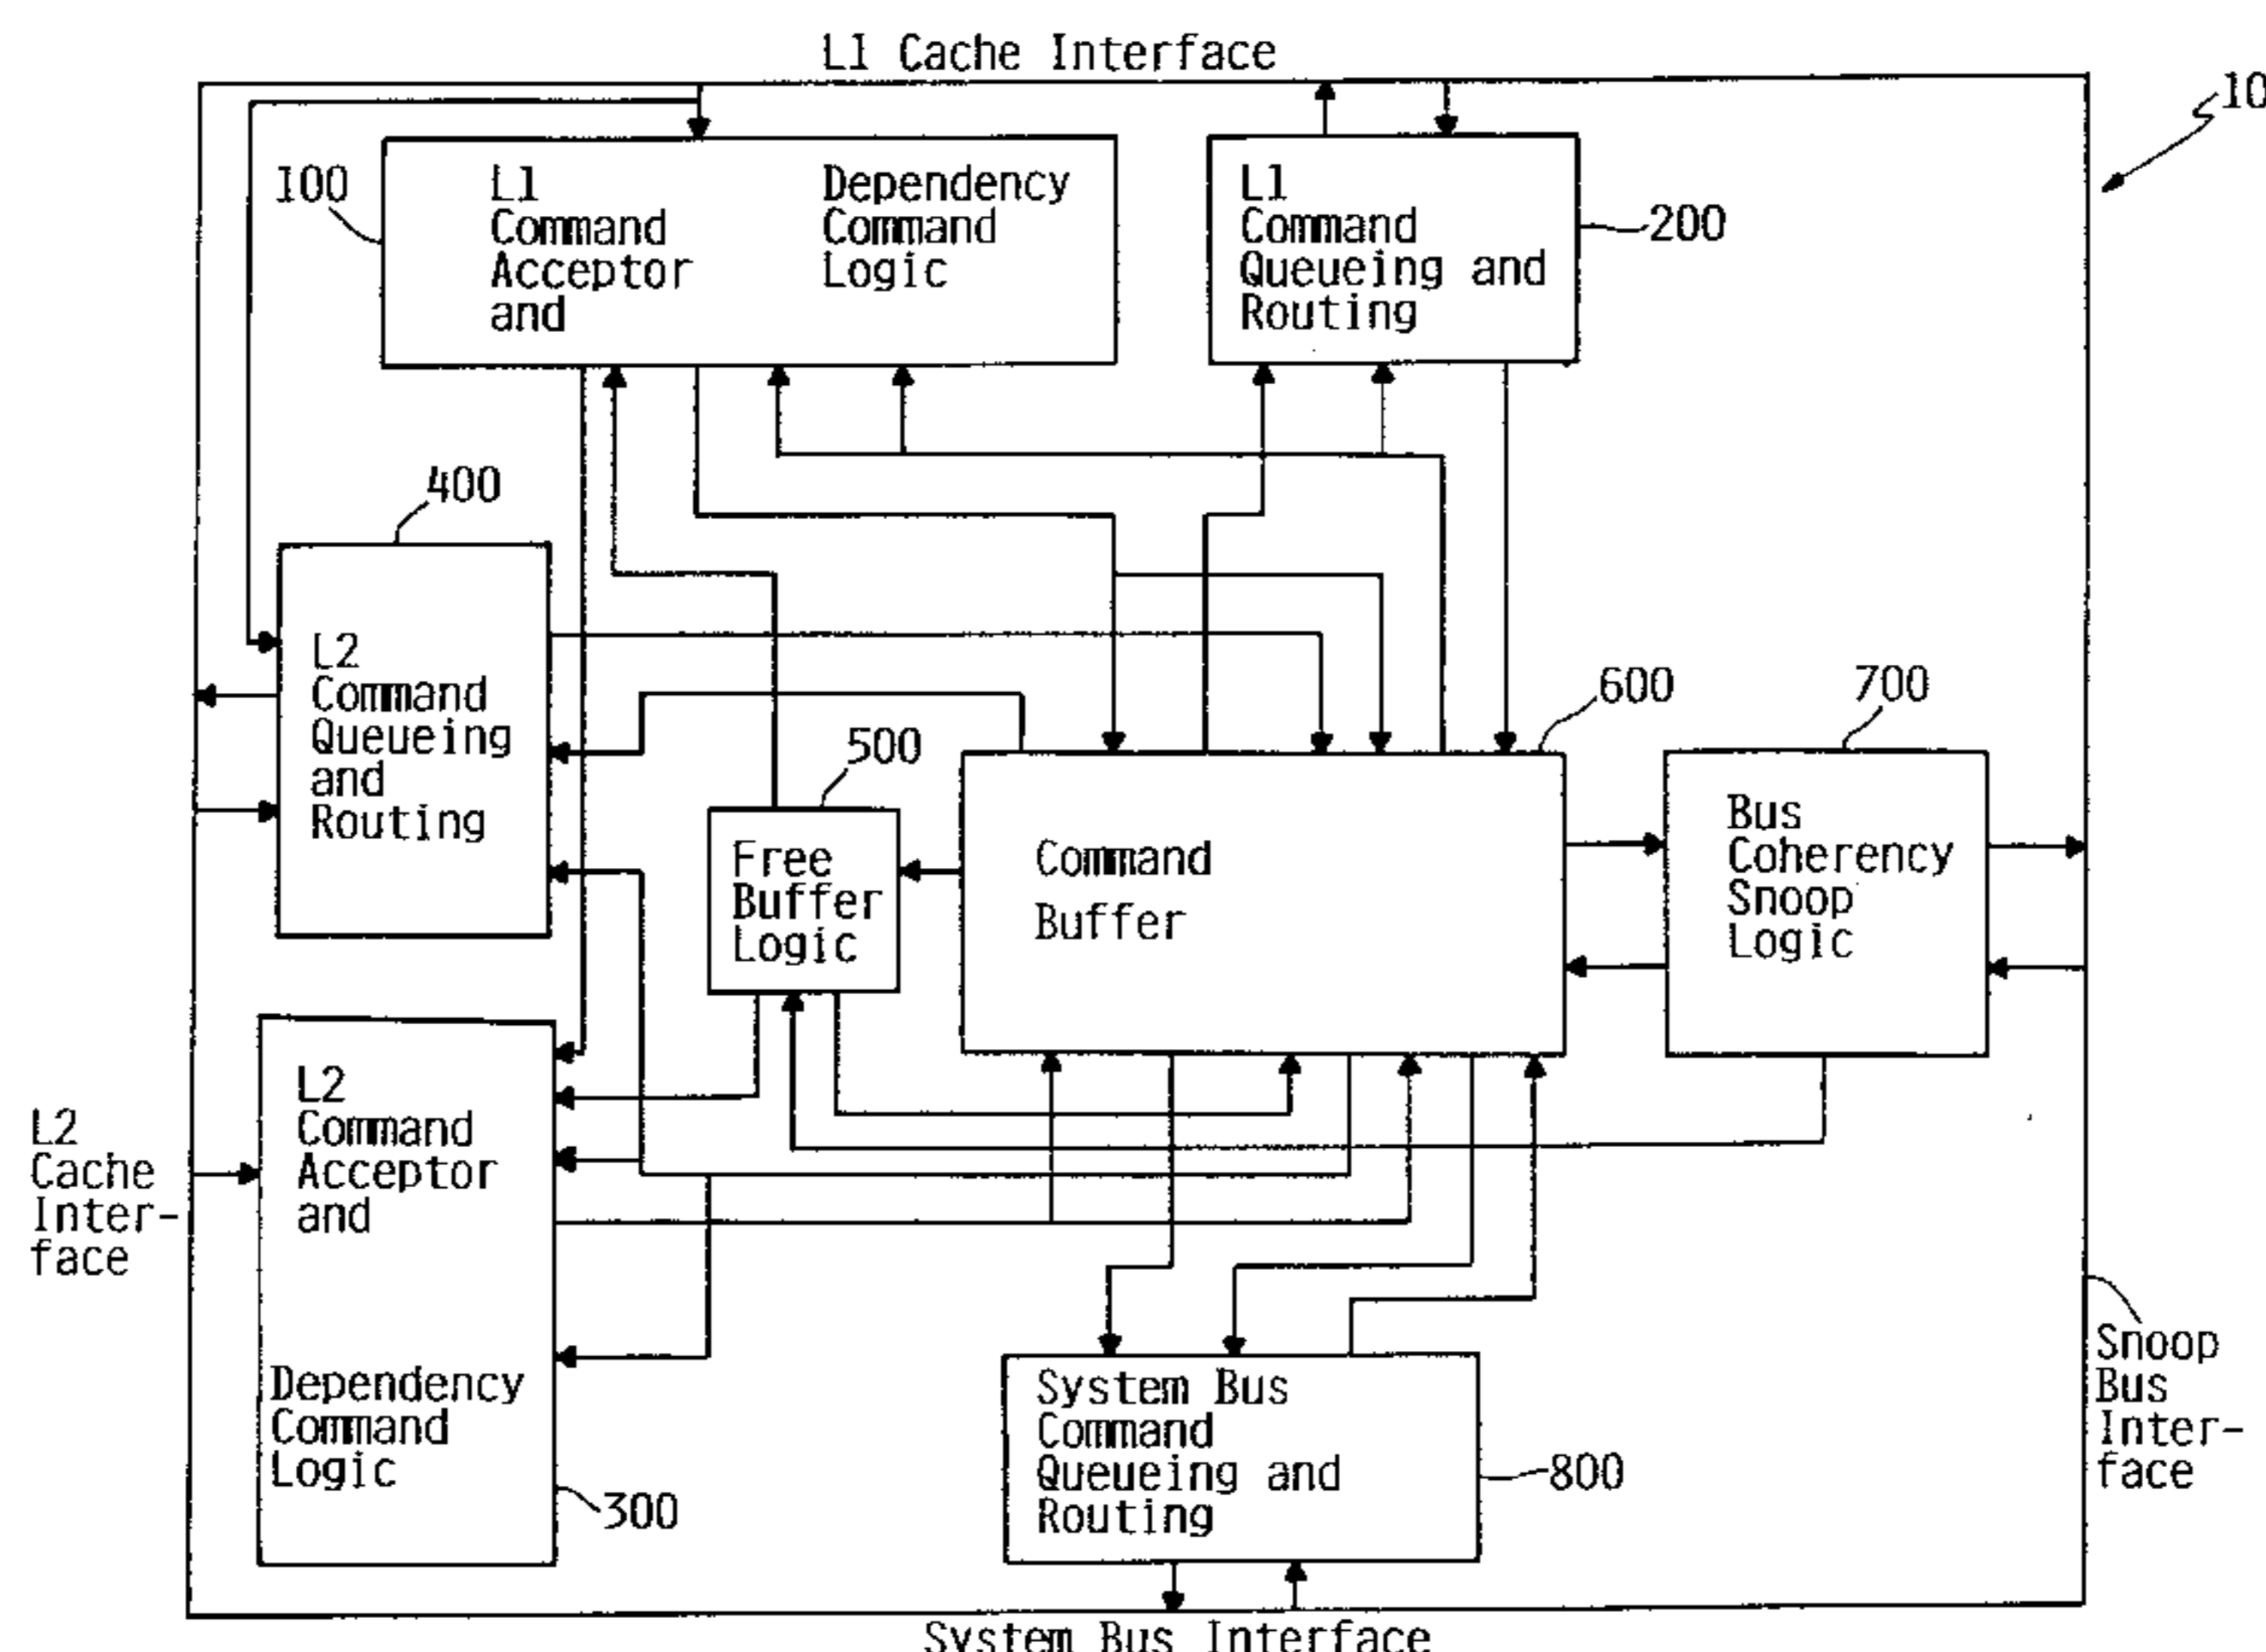 L1 Cache Interface
10
100
L1
Command
Acceptor
and
Dependency
Command
Logic
L1
Command
Queueing and
Routing
200
400
L2
Command
Queueing
and
Routing
500
Free
Buffer
Logic
600
Command
Buffer
700
Bus
Coherency
Snoop
Logic
L2
Cache
Inter-
face
L2
Command
Acceptor
and
Dependency
Command
Logic
300
System Bus
Command
Queueing and
Routing
800
Snoop
Bus
Inter-
face
System Bus Interface